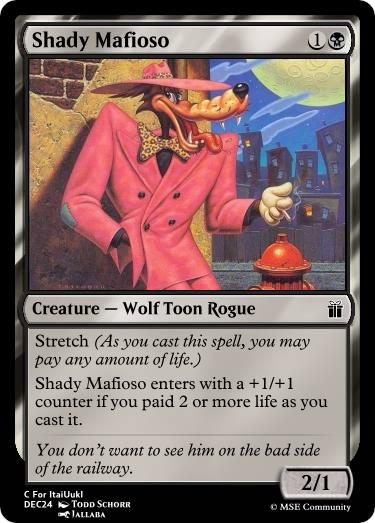 Shady Mafioso 1
Creature — Wolf Toon Rogue
Stretch (As you cast this spell, you may
pay any amount of life.)
Shady Mafioso enters with a +1/+1
counter if you paid 2 or more life as you
cast it.
You don't want to see him on the bad side
of the railway.
2/1
C For ItaiUukI
DEC24 Todd Schorr
Jallaba
© MSE Community